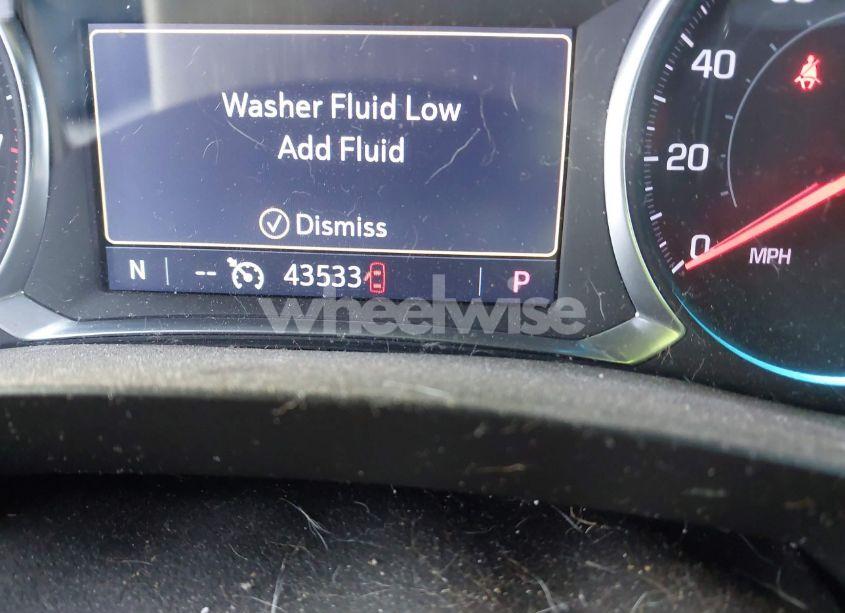 Washer Fluid Low
Add Fluid
Dismiss
N -- 43533 P
40
20
0
MPH
wheelwise